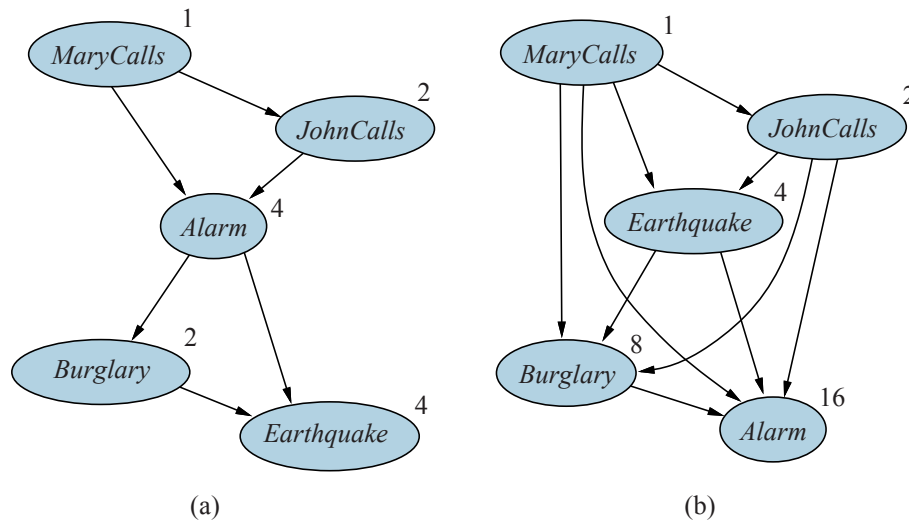 1
MaryCalls
2
JohnCalls
Alarm
4
Burglary
2
Earthquake
4
(a)
1
MaryCalls
2
JohnCalls
Earthquake
4
Burglary
8
Alarm
16
(b)